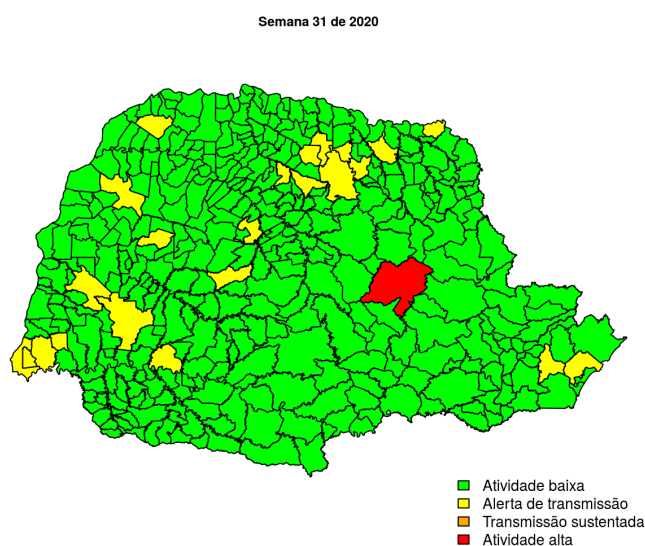 Semana 31 de 2020
Atividade baixa
Alerta de transmissão
Transmissão sustentada
Atividade alta